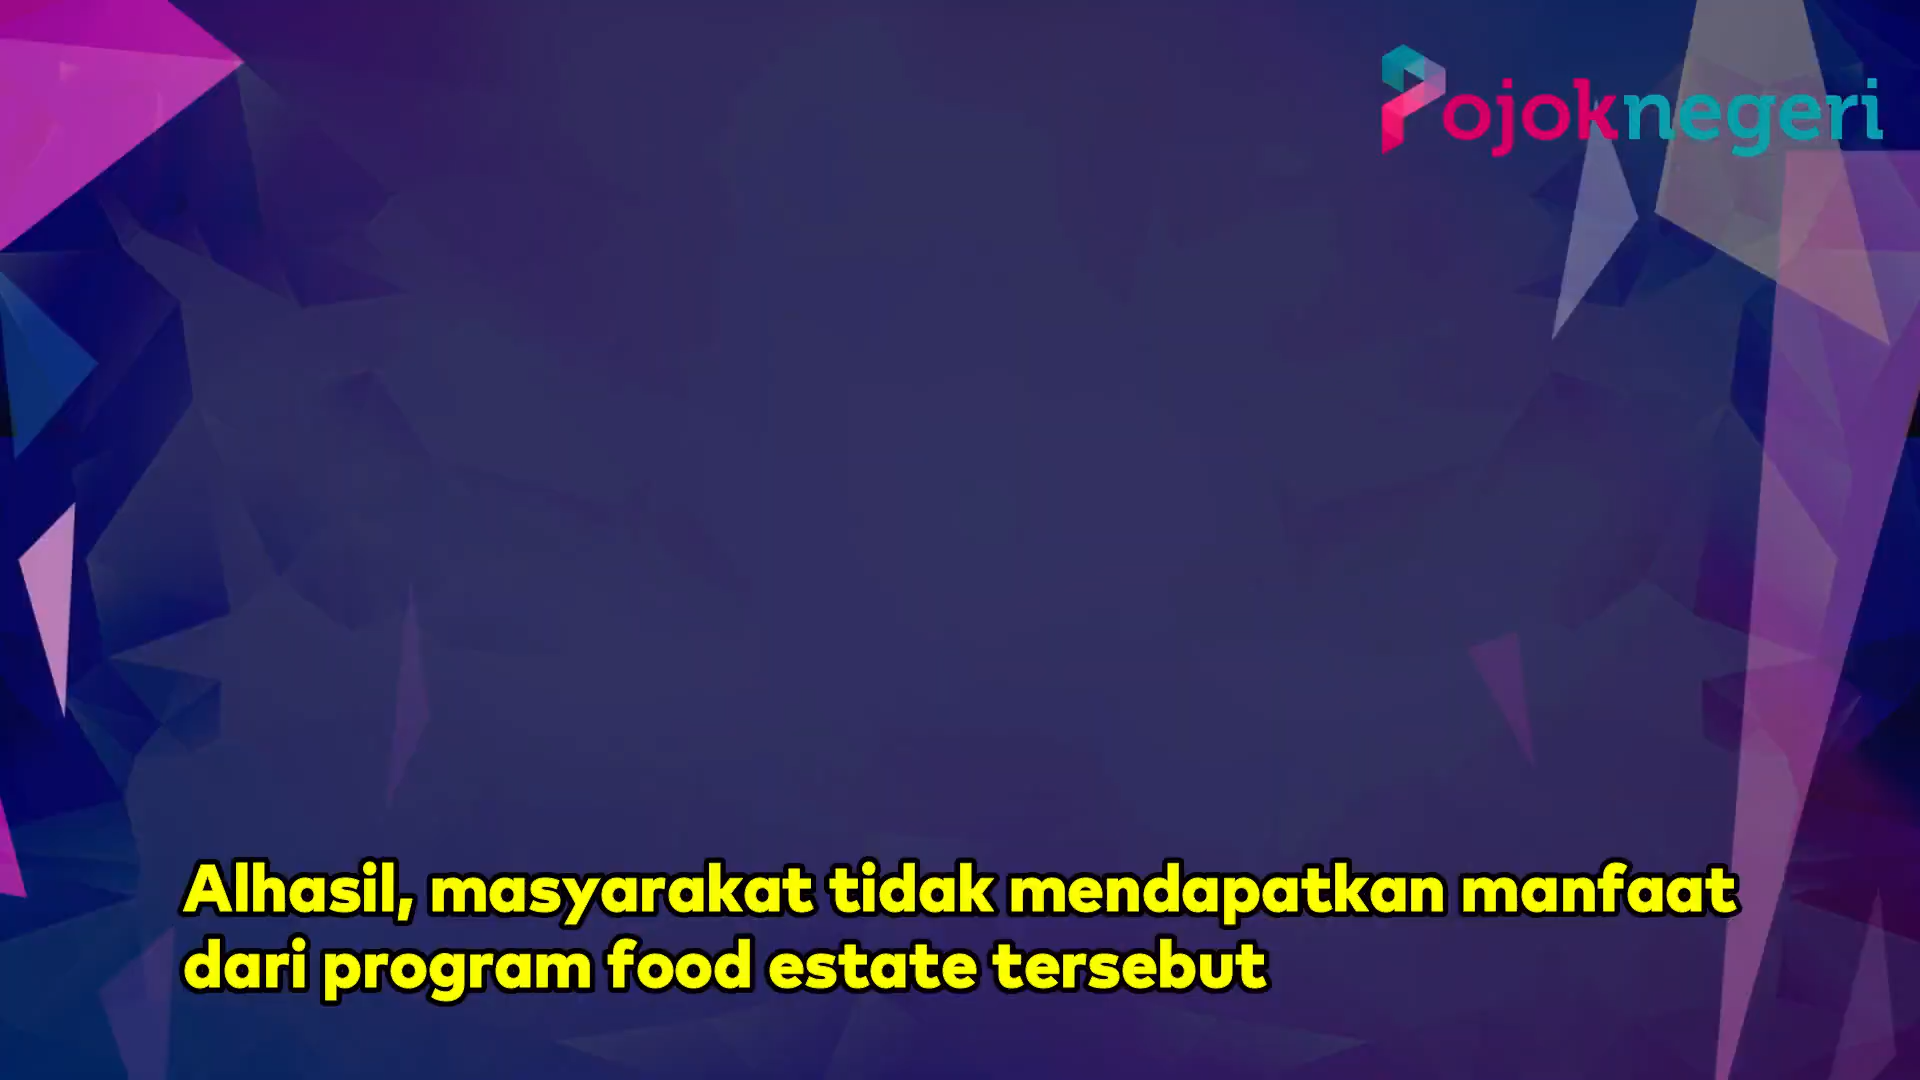 Pojoknegeri
Alhasil, masyarakat tidak mendapatkan manfaat
dari program food estate tersebut